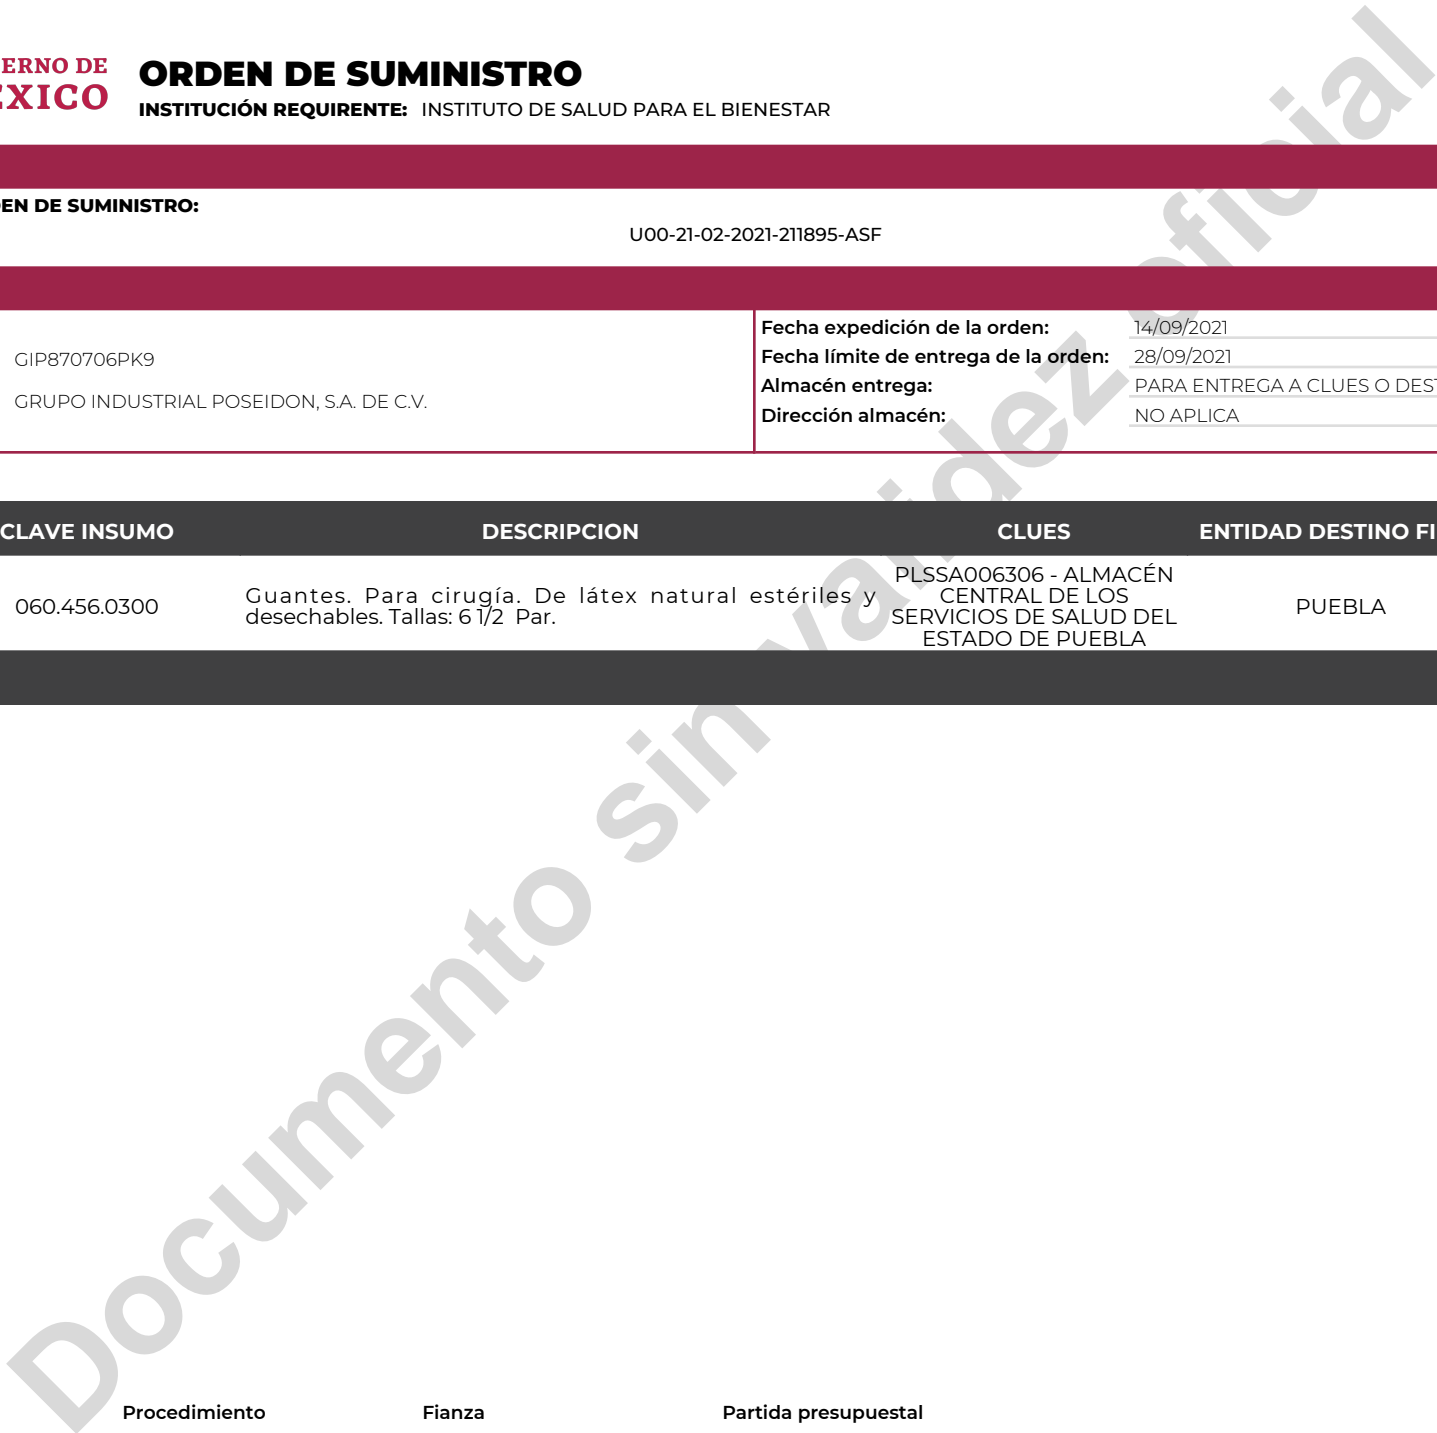 ERNO DE
EXICO
ORDEN DE SUMINISTRO
INSTITUCIÓN REQUIRENTE: INSTITUTO DE SALUD PARA EL BIENESTAR
EN DE SUMINISTRO:
U00-21-02-2021-211895-ASF
GIP870706PK9
GRUPO INDUSTRIAL POSEIDON, S.A. DE C.V.
Fecha expedición de la orden: 14/09/2021
Fecha límite de entrega de la orden: 28/09/2021
Almacén entrega: PARA ENTREGA A CLUES O DEST
Dirección almacén: NO APLICA
CLAVE INSUMO DESCRIPCION CLUES ENTIDAD DESTINO FI
060.456.0300
Guantes. Para cirugía. De látex natural estériles y
desechables. Tallas: 6 1/2 Par.
PLSSA006306 - ALMACÉN
CENTRAL DE LOS
SERVICIOS DE SALUD DEL
ESTADO DE PUEBLA
PUEBLA
Documento sin validez oficial
Procedimiento Fianza Partida presupuestal